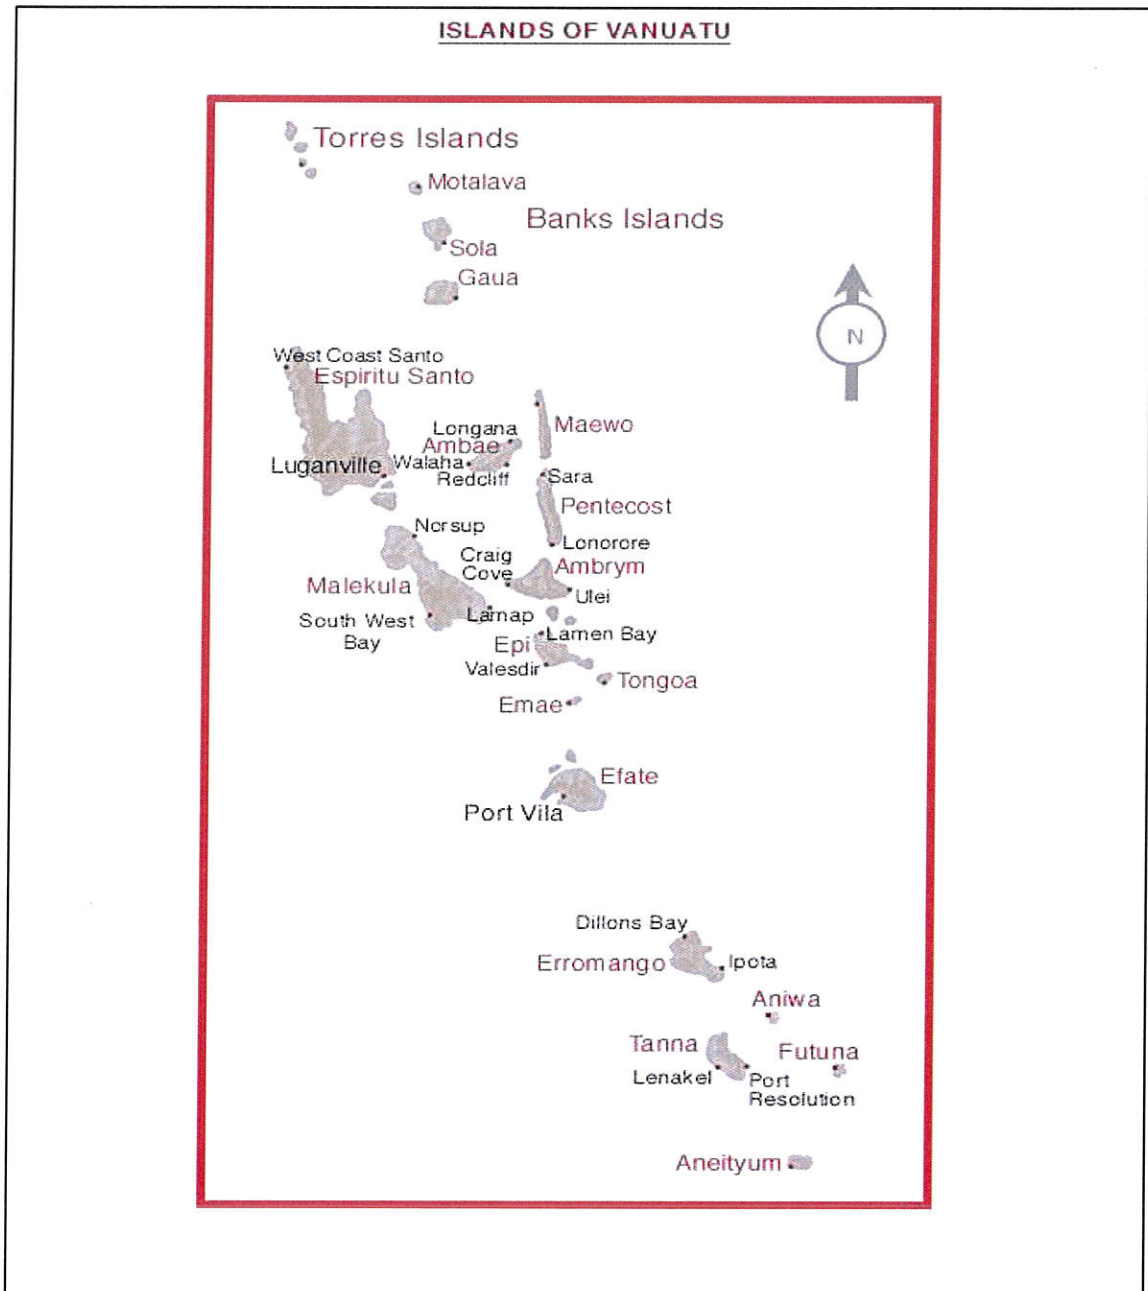 ISLANDS OF VANUATU
Torres Islands
Motalava
Banks Islands
Sola
Gaua
N
West Coast Santo
Espiritu Santo
Longana
Maewo
Ambae
Luganville
Walaha
Redcliff
Sara
Pentecost
Norsup
Lonorore
Craig
Cove
Ambrym
Malekula
Ulei
Lamap
South West
Bay
Lamen Bay
Epi
Valesdir
Tongoa
Emae
Efate
Port Vila
Dillons Bay
Erromango
Ipota
Aniwa
Tanna
Futuna
Lenakel
Port
Resolution
Aneityum